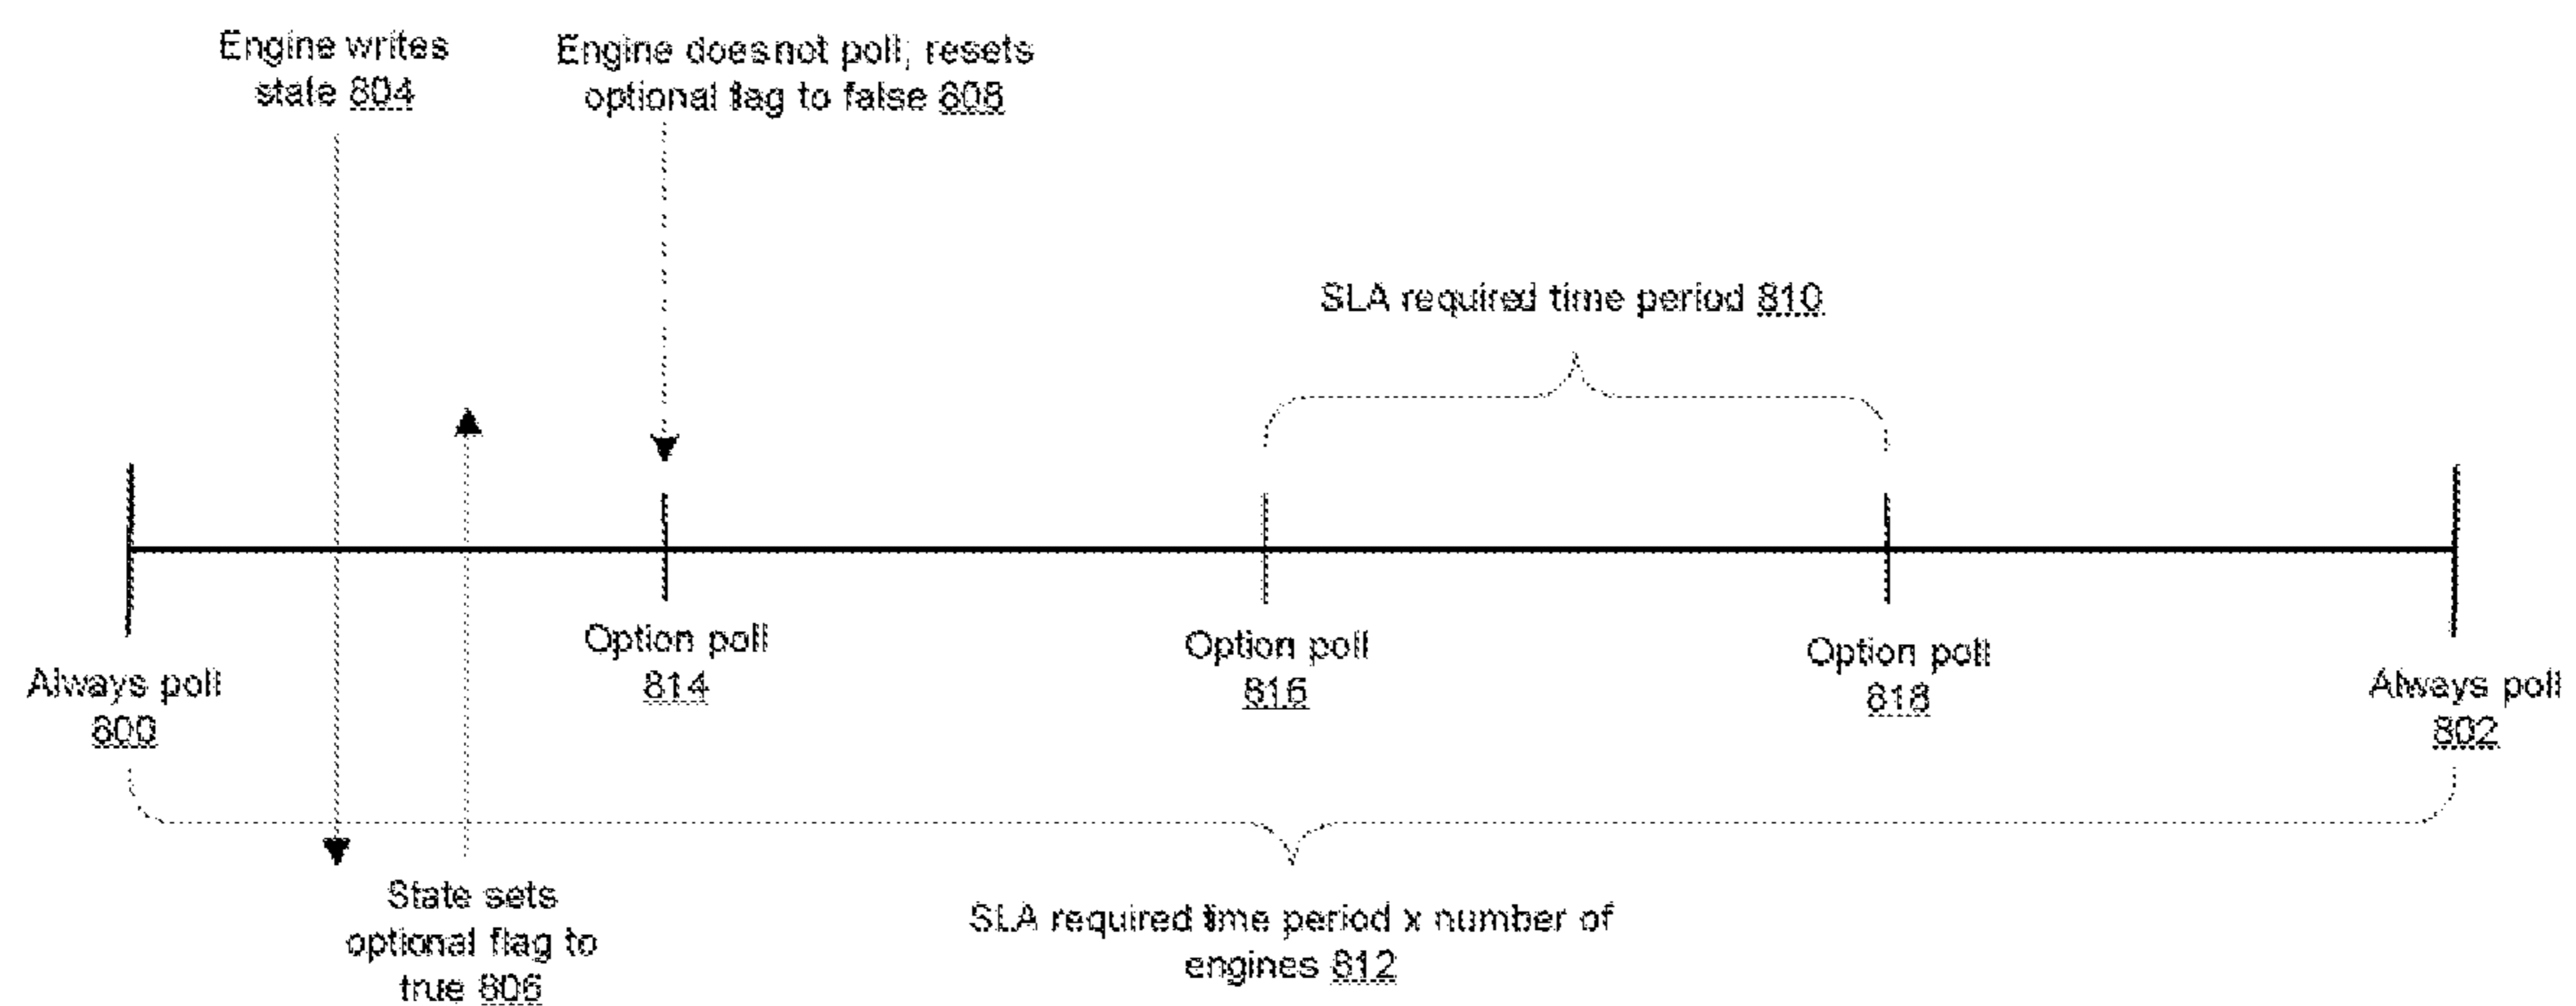 Engine writes
state 804
Engine does not poll; resets
optional flag to false 808
SLA required time period 810
Option poll
814
Option poll
816
Option poll
818
Always poll
800
Always poll
802
State sets
optional flag to
true 806
SLA required time period x number of
engines 812